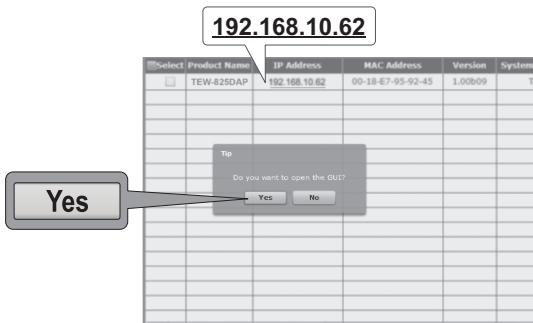 192.168.10.62
Select Product Name IP Address MAC Address Version System
TEW-825DAP 192.168.10.62 00-18-E7-95-92-45 1.00b09 T
Tip
Do you want to open the GUI?
Yes No
Yes